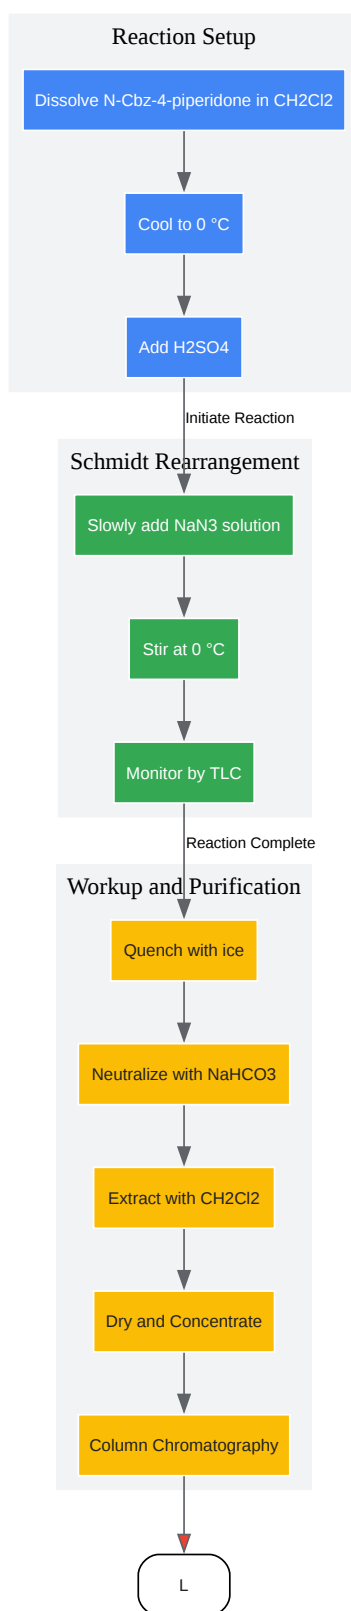 Reaction Setup
Dissolve N-Cbz-4-piperidone in CH2Cl2
Cool to 0 °C
Add H2SO4
Initiate Reaction
Schmidt Rearrangement
Slowly add NaN3 solution
Stir at 0 °C
Monitor by TLC
Reaction Complete
Workup and Purification
Quench with ice
Neutralize with NaHCO3
Extract with CH2Cl2
Dry and Concentrate
Column Chromatography
L